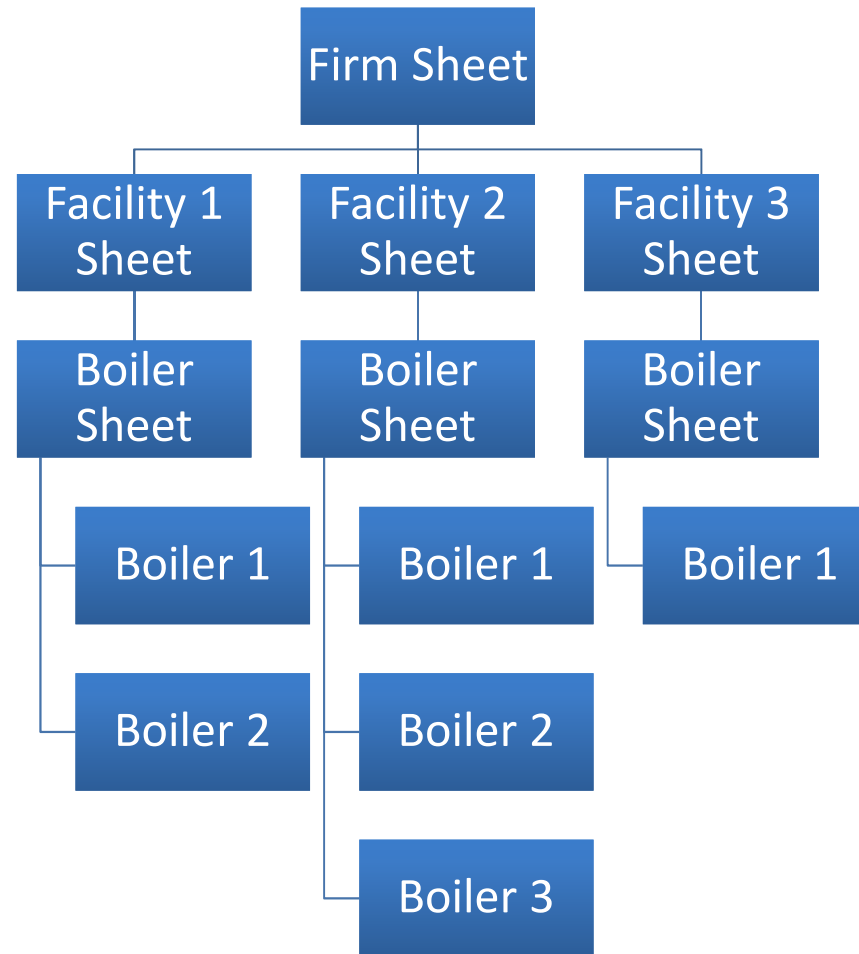 Firm Sheet
Facility 1
Sheet
Facility 2
Sheet
Facility 3
Sheet
Boiler
Sheet
Boiler
Sheet
Boiler
Sheet
Boiler 1
Boiler 1
Boiler 1
Boiler 2
Boiler 2
Boiler 3